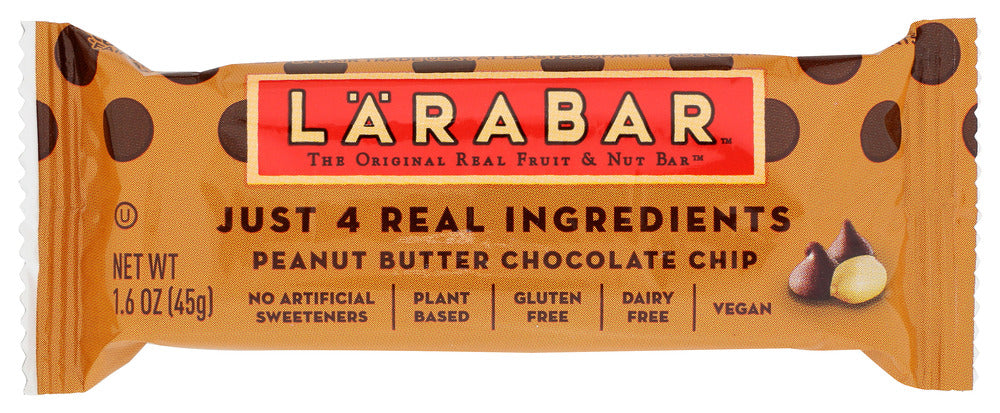 LÄRABAR™
THE ORIGINAL REAL FRUIT & NUT BAR™
JUST 4 REAL INGREDIENTS
PEANUT BUTTER CHOCOLATE CHIP
U
NET WT
1.6 OZ (45g)
NO ARTIFICIAL
SWEETENERS
PLANT
BASED
GLUTEN
FREE
DAIRY
FREE
VEGAN